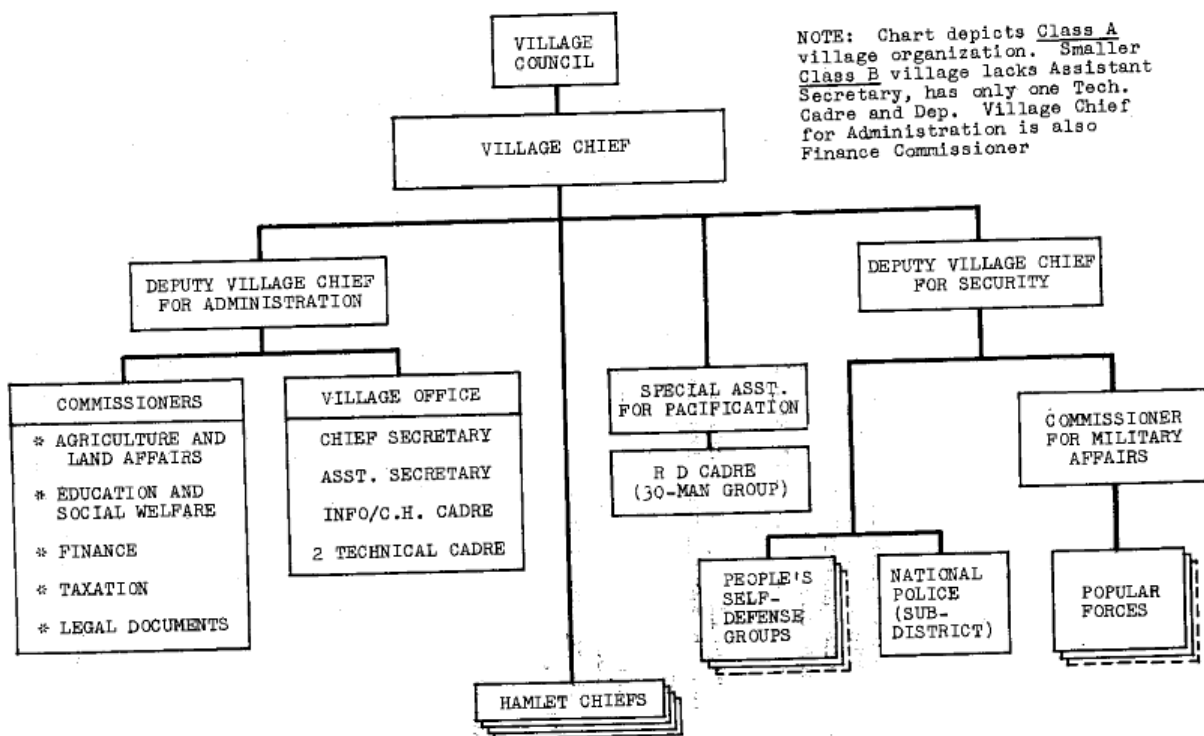 VILLAGE
COUNCIL
NOTE: Chart depicts Class A
village organization. Smaller
Class B village lacks Assistant
Secretary, has only one Tech.
Cadre and Dep. Village Chief
for Administration is also
Finance Commissioner
VILLAGE CHIEF
DEPUTY VILLAGE CHIEF
FOR ADMINISTRATION
DEPUTY VILLAGE CHIEF
FOR SECURITY
COMMISSIONERS
* AGRICULTURE AND
LAND AFFAIRS
* EDUCATION AND
SOCIAL WELFARE
* FINANCE
* TAXATION
* LEGAL DOCUMENTS
VILLAGE OFFICE
CHIEF SECRETARY
ASST. SECRETARY
INFO/C.H. CADRE
2 TECHNICAL CADRE
SPECIAL ASST.
FOR PACIFICATION
R D CADRE
(30-MAN GROUP)
COMMISSIONER
FOR MILITARY
AFFAIRS
PEOPLE'S
SELF-
DEFENSE
GROUPS
NATIONAL
POLICE
(SUB-
DISTRICT)
POPULAR
FORCES
HAMLET CHIEFS